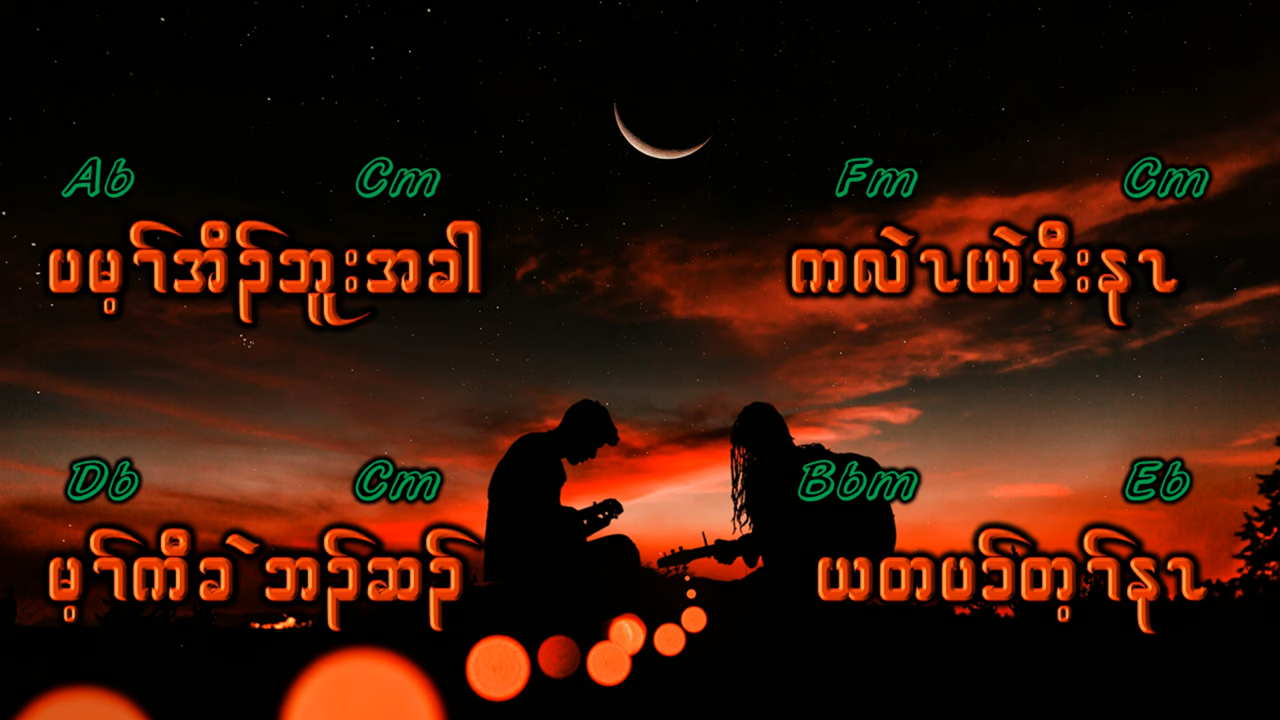 Ab Cm Fm Cm
ပမ့ၢ်အိၣ်ဘူးအခါ ကလဲၤယဲဒီးနၤ
Db Cm Bbm Eb
မ့ၢ်ကီခဲ ဘၣ်ဆၣ် ယတပာ်တ့ၢ်နၤ